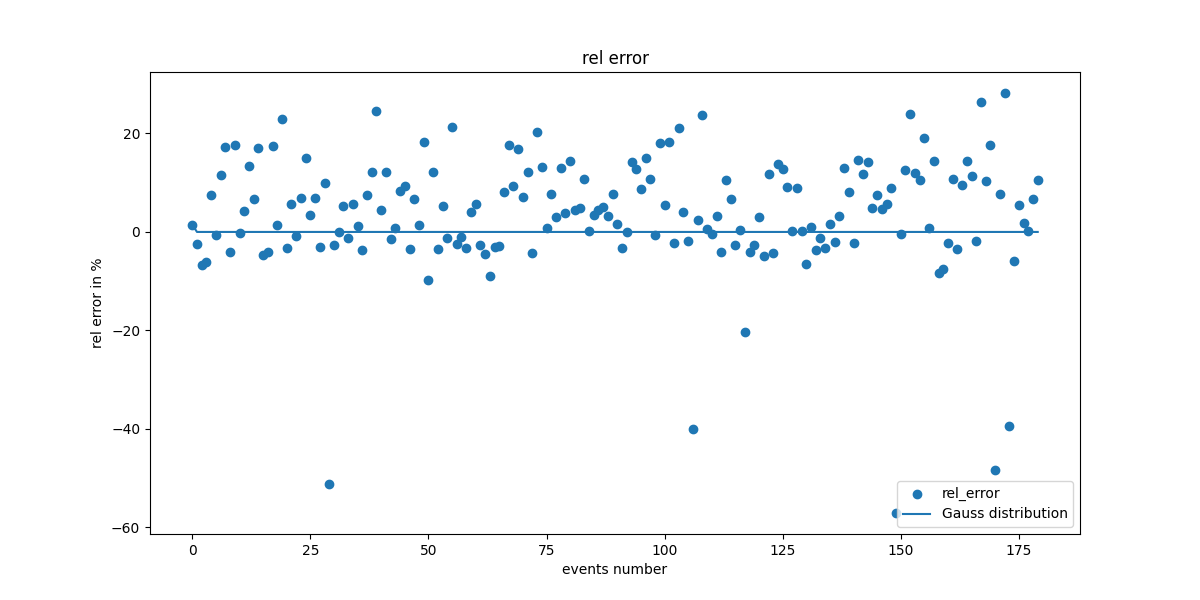 rel error
20
0
−20
−40
−60
rel error in %
0
25
50
75
100
125
150
175
events number
rel_error
Gauss distribution